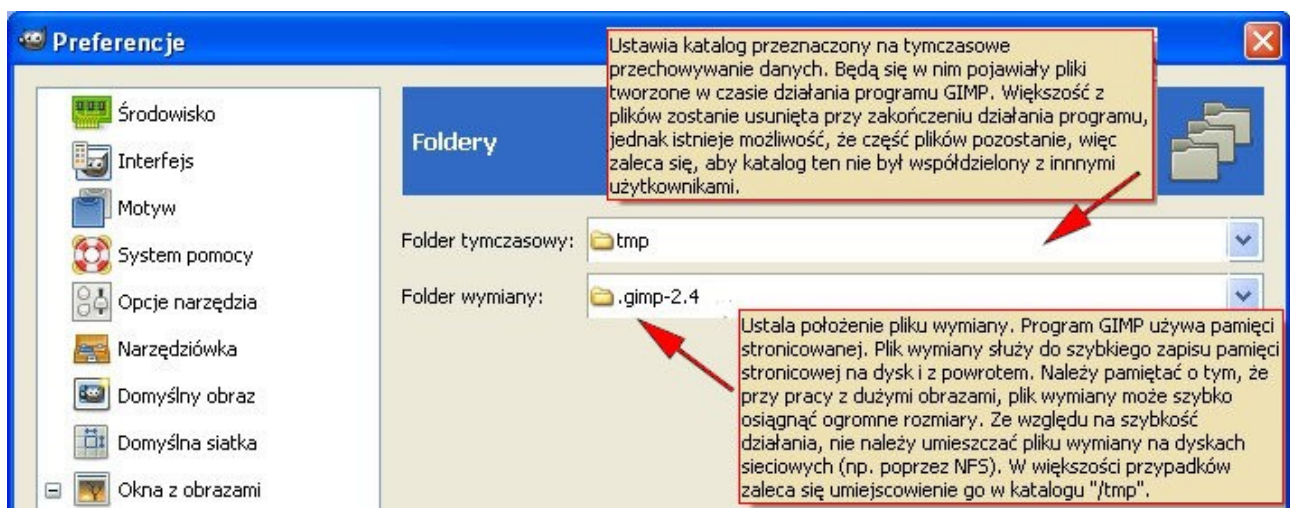 Preferencje
Ustawia katalog przeznaczony na tymczasowe
przechowywanie danych. Będą się w nim pojawiały pliki
tworzone w czasie działania programu GIMP. Większość z
plików zostanie usunięta przy zakończeniu działania programu,
jednak istnieje możliwość, że część plików pozostanie, więc
zaleca się, aby katalog ten nie był współdzielony z innnymi
użytkownikami.
Środowisko
Interfejs
Motyw
System pomocy
Opcje narzędzia
Narzędziówka
Domyślny obraz
Domyślna siatka
Okna z obrazami
Foldery
Folder tymczasowy: tmp
Folder wymiany: .gimp-2.4
Ustala położenie pliku wymiany. Program GIMP używa pamięci
stronicowanej. Plik wymiany służy do szybkiego zapisu pamięci
stronicowej na dysk i z powrotem. Należy pamiętać o tym, że
przy pracy z dużymi obrazami, plik wymiany może szybko
osiągnąć ogromne rozmiary. Ze względu na szybkość
działania, nie należy umieszczać pliku wymiany na dyskach
sieciowych (np. poprzez NFS). W większości przypadków
zaleca się umiejscowienie go w katalogu "/tmp".